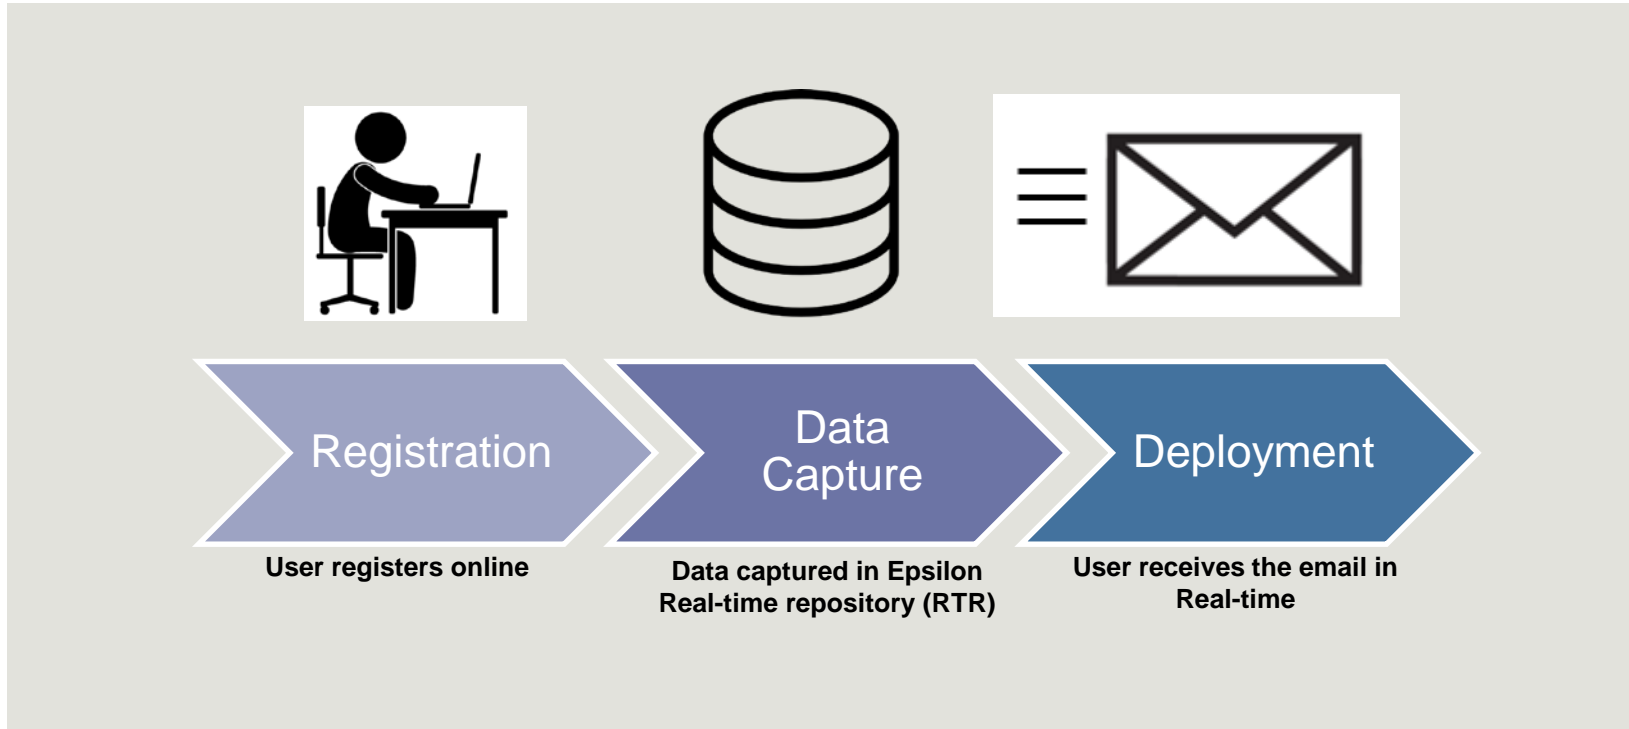 Registration
Data
Capture
Deployment
User registers online
Data captured in Epsilon
Real-time repository (RTR)
User receives the email in
Real-time